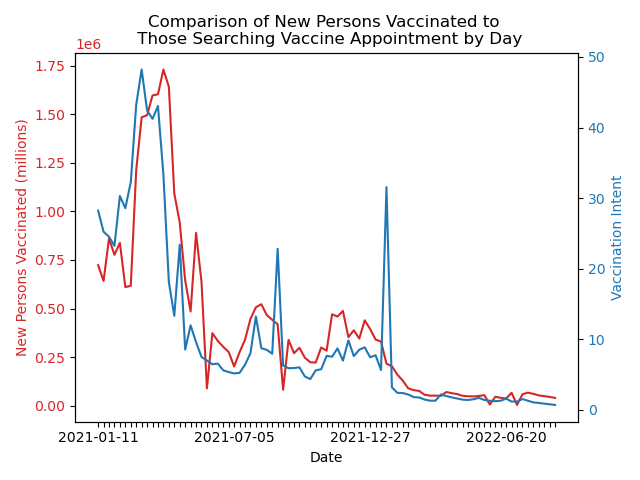 Comparison of New Persons Vaccinated to
Those Searching Vaccine Appointment by Day
1e6
1.75
1.50
1.25
1.00
0.75
0.50
0.25
0.00
New Persons Vaccinated (millions)
50
40
30
20
10
0
Vaccination Intent
2021-01-11 2021-07-05 2021-12-27 2022-06-20
Date